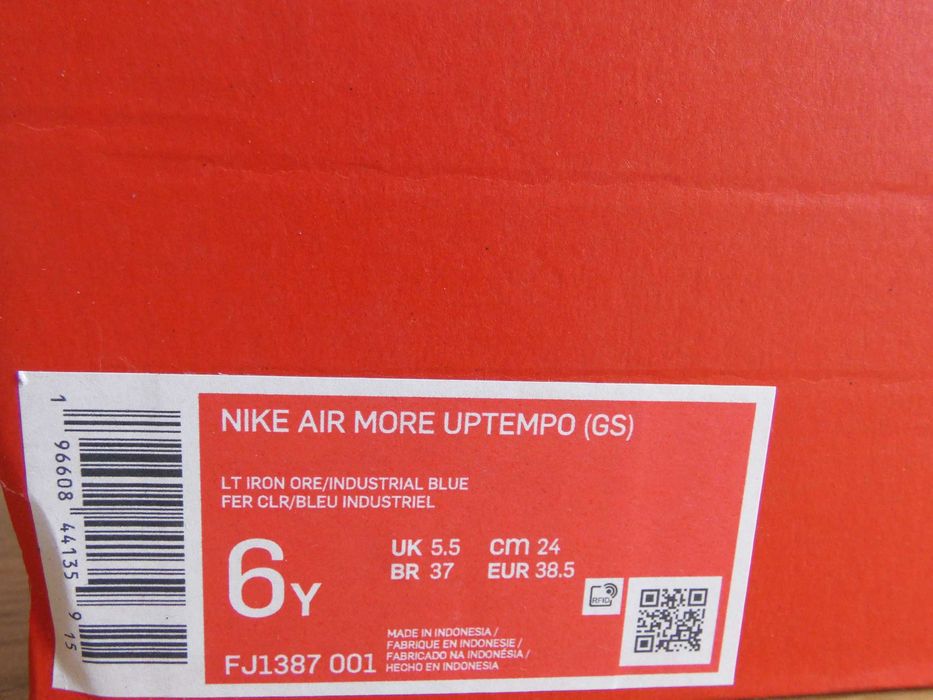 1 96608 44135 9 15
NIKE AIR MORE UPTEMPO (GS)
LT IRON ORE/INDUSTRIAL BLUE
FER CLR/BLEU INDUSTRIEL
6Y
UK 5.5 cm 24
BR 37 EUR 38.5
RFID
FJ1387 001
MADE IN INDONESIA /
FABRIQUE EN INDONESIE /
FABRICADO NA INDONÉSIA /
HECHO EN INDONESIA